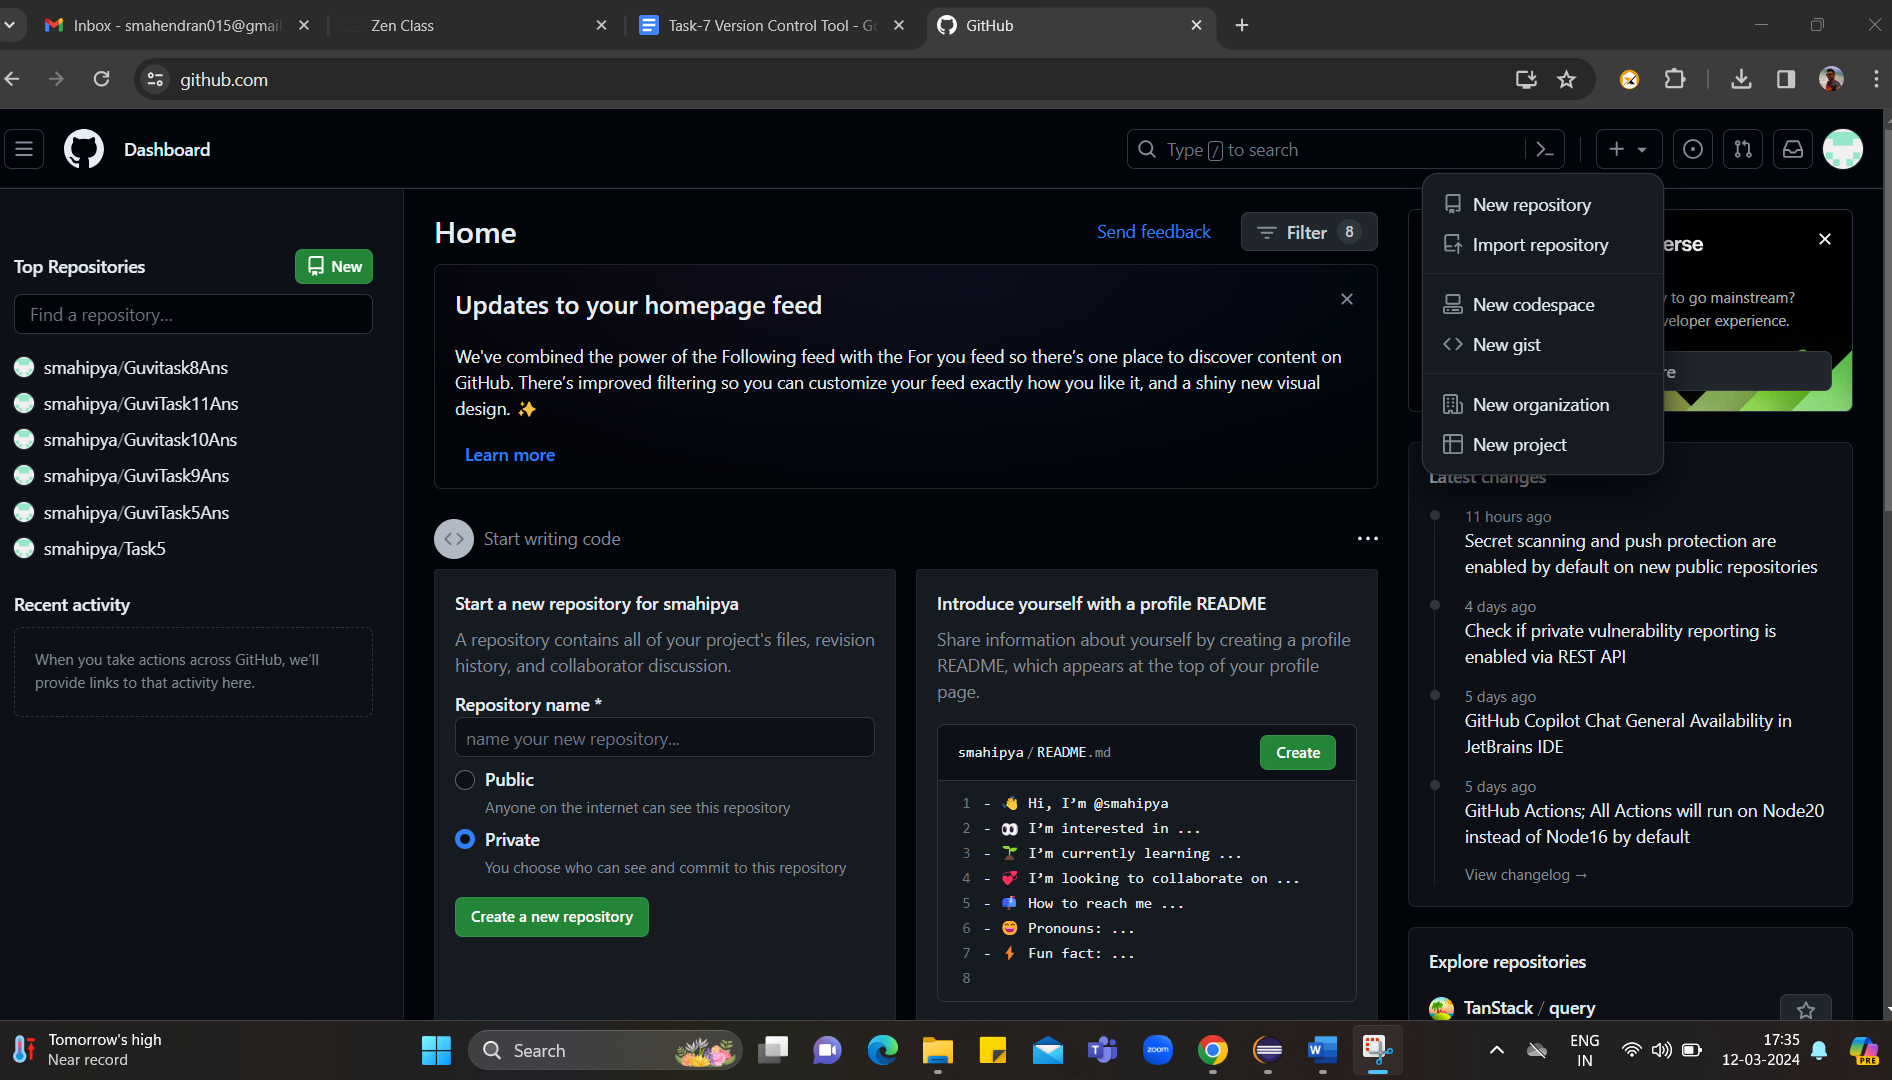 Inbox - smahendran015@gmail
Zen Class
Task-7 Version Control Tool - Go
GitHub
github.com
Dashboard
Type / to search
Top Repositories
New
Find a repository...
smahipya/Guvitask8Ans
smahipya/GuviTask11Ans
smahipya/Guvitask10Ans
smahipya/GuviTask9Ans
smahipya/GuviTask5Ans
smahipya/Task5
Recent activity
When you take actions across GitHub, we'll
provide links to that activity here.
Home
Send feedback
Filter 8
Updates to your homepage feed
We've combined the power of the Following feed with the For you feed so there's one place to discover content on
GitHub. There's improved filtering so you can customize your feed exactly how you like it, and a shiny new visual
design. ✨
Learn more
Start writing code
Start a new repository for smahipya
A repository contains all of your project's files, revision
history, and collaborator discussion.
Repository name *
name your new repository...
Public
Anyone on the internet can see this repository
Private
You choose who can see and commit to this repository
Create a new repository
Introduce yourself with a profile README
Share information about yourself by creating a profile
README, which appears at the top of your profile
page.
smahipya / README.md
Create
1 - 👋 Hi, I'm @smahipya
2 - 👀 I'm interested in ...
3 - 🌱 I'm currently learning ...
4 - 💞️ I'm looking to collaborate on ...
5 - 📫 How to reach me ...
6 - 😄 Pronouns: ...
7 - ⚡ Fun fact: ...
8
New repository
Import repository
New codespace
New gist
New organization
New project
erse
to go mainstream?
veloper experience.
re
Latest changes
11 hours ago
Secret scanning and push protection are
enabled by default on new public repositories
4 days ago
Check if private vulnerability reporting is
enabled via REST API
5 days ago
GitHub Copilot Chat General Availability in
JetBrains IDE
5 days ago
GitHub Actions; All Actions will run on Node20
instead of Node16 by default
View changelog →
Explore repositories
TanStack / query
Tomorrow's high
Near record
Search
zoom
ENG
IN
17:35
12-03-2024
PRE